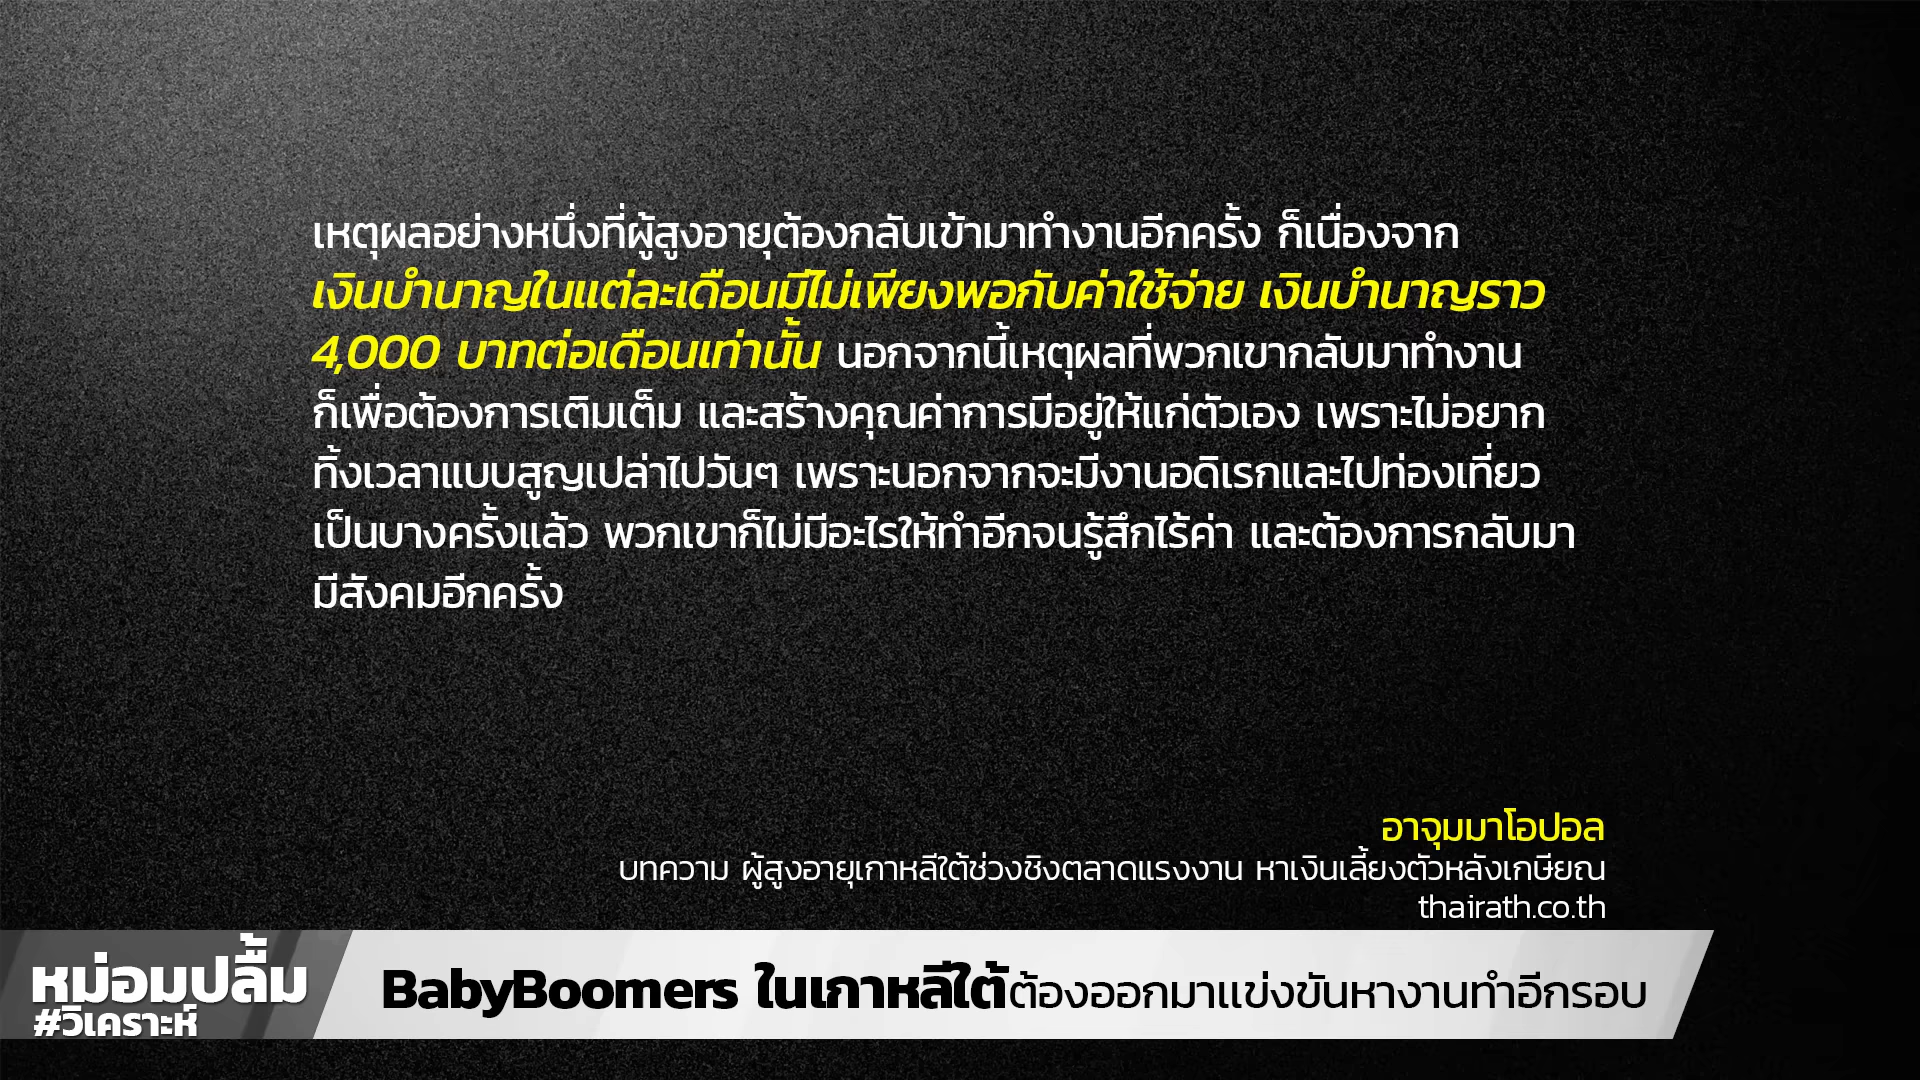 เหตุผลอย่างหนึ่งที่ผู้สูงอายุต้องกลับเข้ามาทำงานอีกครั้ง ก็เนื่องจาก
เงินบำนาญในแต่ละเดือนมีไม่เพียงพอกับค่าใช้จ่าย เงินบำนาญราว
4,000 บาทต่อเดือนเท่านั้น นอกจากนี้เหตุผลที่พวกเขากลับมาทำงาน
ก็เพื่อต้องการเติมเต็ม และสร้างคุณค่าการมีอยู่ให้แก่ตัวเอง เพราะไม่อยาก
ทิ้งเวลาแบบสูญเปล่าไปวันๆ เพราะนอกจากจะมีงานอดิเรกและไปท่องเที่ยว
เป็นบางครั้งแล้ว พวกเขาก็ไม่มีอะไรให้ทำอีกจนรู้สึกไร้ค่า และต้องการกลับมา
มีสังคมอีกครั้ง
อาจุมมาโอปอล
บทความ ผู้สูงอายุเกาหลีใต้ช่วงชิงตลาดแรงงาน หาเงินเลี้ยงตัวหลังเกษียณ
thairath.co.th
หม่อมปลื้ม
#วิเคราะห์
BabyBoomers ในเกาหลีใต้ต้องออกมาแข่งขันหางานทำอีกรอบ